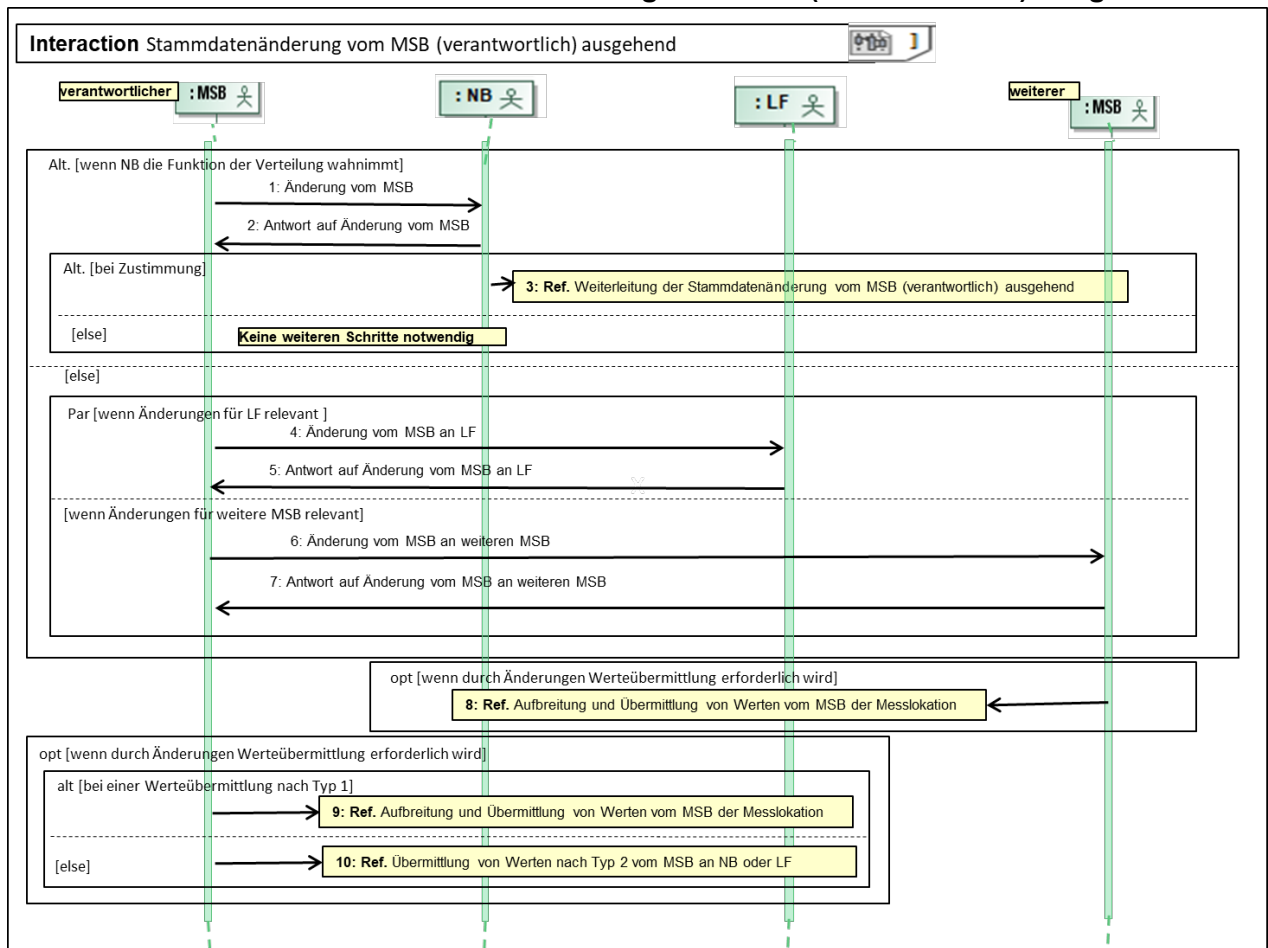 Interaction Stammdatenänderung vom MSB (verantwortlich) ausgehend
verantwortlicher : MSB
: NB
: LF
weiterer : MSB
Alt. [wenn NB die Funktion der Verteilung wahnimmt]
1: Änderung vom MSB
2: Antwort auf Änderung vom MSB
Alt. [bei Zustimmung]
3: Ref. Weiterleitung der Stammdatenänderung vom MSB (verantwortlich) ausgehend
[else]
Keine weiteren Schritte notwendig
[else]
Par [wenn Änderungen für LF relevant ]
4: Änderung vom MSB an LF
5: Antwort auf Änderung vom MSB an LF
[wenn Änderungen für weitere MSB relevant]
6: Änderung vom MSB an weiteren MSB
7: Antwort auf Änderung vom MSB an weiteren MSB
opt [wenn durch Änderungen Werteübermittlung erforderlich wird]
8: Ref. Aufbreitung und Übermittlung von Werten vom MSB der Messlokation
opt [wenn durch Änderungen Werteübermittlung erforderlich wird]
alt [bei einer Werteübermittlung nach Typ 1]
9: Ref. Aufbreitung und Übermittlung von Werten vom MSB der Messlokation
[else]
10: Ref. Übermittlung von Werten nach Typ 2 vom MSB an NB oder LF